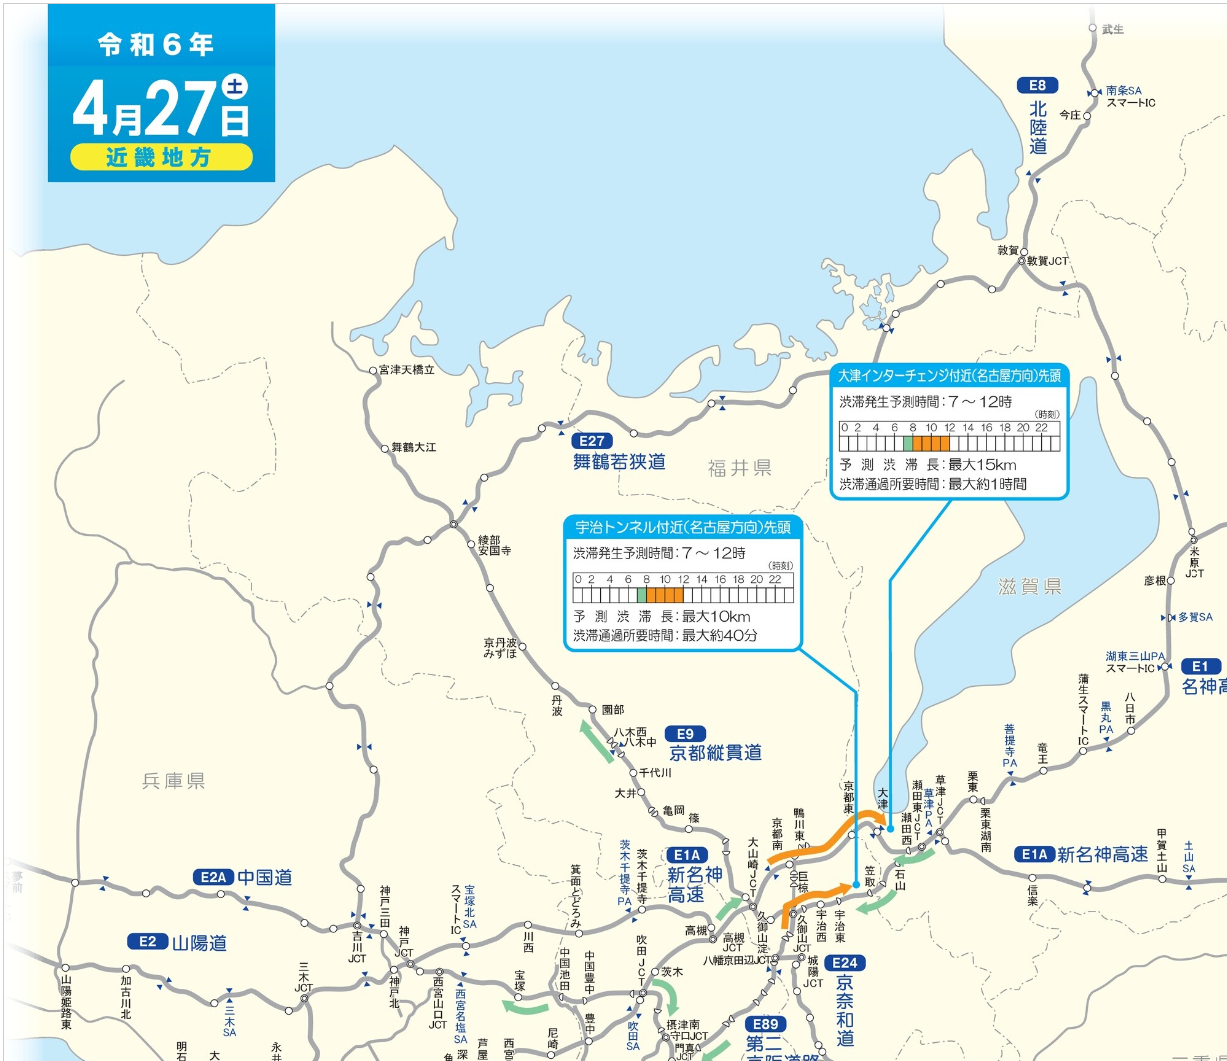 令和6年
4月27日
土
近畿地方
武生
E8
北陸道
南条SA
スマートIC
今庄
敦賀
敦賀JCT
宮津天橋立
舞鶴大江
E27
舞鶴若狭道
福井県
大津インターチェンジ付近(名古屋方向)先頭
渋滞発生予測時間：7～12時
(時刻)
0 2 4 6 8 10 12 14 16 18 20 22
予測渋滞長：最大15km
渋滞通過所要時間：最大約1時間
宇治トンネル付近(名古屋方向)先頭
渋滞発生予測時間：7～12時
(時刻)
0 2 4 6 8 10 12 14 16 18 20 22
予測渋滞長：最大10km
渋滞通過所要時間：最大約40分
綾部
安国寺
京丹波
みずほ
丹波
園部
八木西
八木中
E9
京都縦貫道
千代川
大井
亀岡
篠
滋賀県
米原JCT
彦根
多賀SA
湖東三山PA
スマートIC
E1
名神高
蒲生スマートIC
黒丸PA
八日市
菩提寺PA
竜王
栗東
栗東湖南
草津JCT
草津PA
瀬田東JCT
瀬田西
大津
京都東
鴨川東
京都南
大山崎JCT
兵庫県
E1A
新名神
高速
茨木千提寺PA
茨木千提寺
箕面とどろみ
巨椋
笠取
石山
E1A
新名神高速
信楽
甲賀土山
土山SA
E2A
中国道
神戸三田
スマートIC
宝塚北SA
川西
高槻
高槻JCT
久御山淀
久御山JCT
宇治西
宇治東
八幡京田辺JCT
城陽JCT
E24
京奈和道
E2
山陽道
吉川JCT
神戸JCT
神戸北
西宮山口JCT
西宮名塩SA
宝塚
中国池田
中国豊中
吹田JCT
茨木
山陽姫路東
加古川北
三木SA
三木JCT
豊中
尼崎
吹田SA
摂津南
守口JCT
門真JCT
E89
第二
京阪道路
芦屋
西宮
深
明石
大
永井